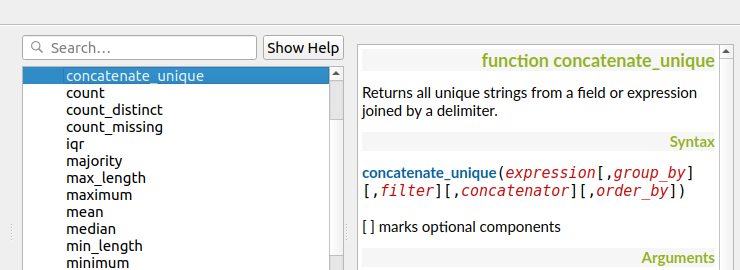 Search…
Show Help
concatenate_unique
count
count_distinct
count_missing
iqr
majority
max_length
maximum
mean
median
min_length
minimum
function concatenate_unique
Returns all unique strings from a field or expression
joined by a delimiter.
Syntax
concatenate_unique(expression[,group_by]
[,filter][,concatenator][,order_by])
[ ] marks optional components
Arguments